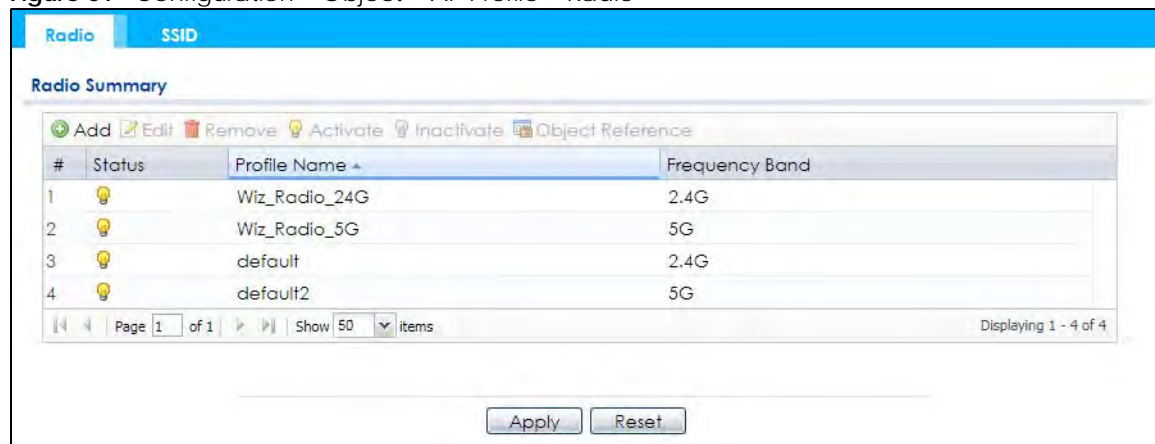 Radio SSID
Radio Summary
Add Edit Remove Activate Inactivate Object Reference
# Status Profile Name Frequency Band
1 Wiz_Radio_24G 2.4G
2 Wiz_Radio_5G 5G
3 default 2.4G
4 default2 5G
Page 1 of 1 Show 50 items Displaying 1 - 4 of 4
Apply Reset